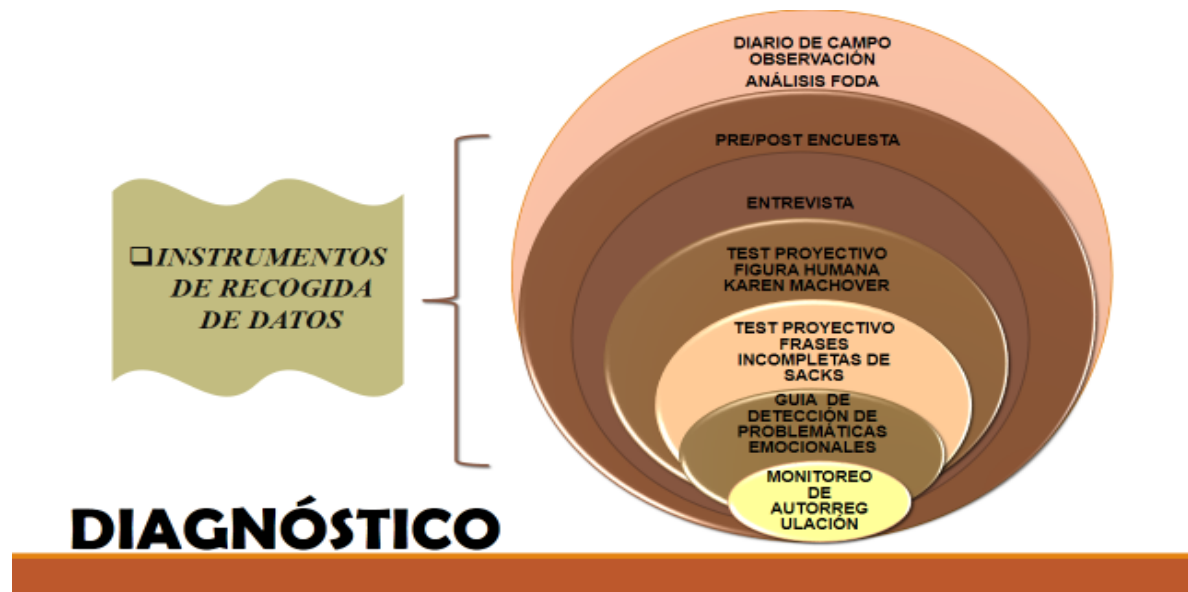 DIARIO DE CAMPO
OBSERVACIÓN
ANÁLISIS FODA
PRE/POST ENCUESTA
ENTREVISTA
TEST PROYECTIVO
FIGURA HUMANA
KAREN MACHOVER
TEST PROYECTIVO
FRASES
INCOMPLETAS DE
SACKS
GUIA DE
DETECCIÓN DE
PROBLEMÁTICAS
EMOCIONALES
MONITOREO
DE
AUTORREG
ULACIÓN
❑INSTRUMENTOS
DE RECOGIDA
DE DATOS
DIAGNÓSTICO